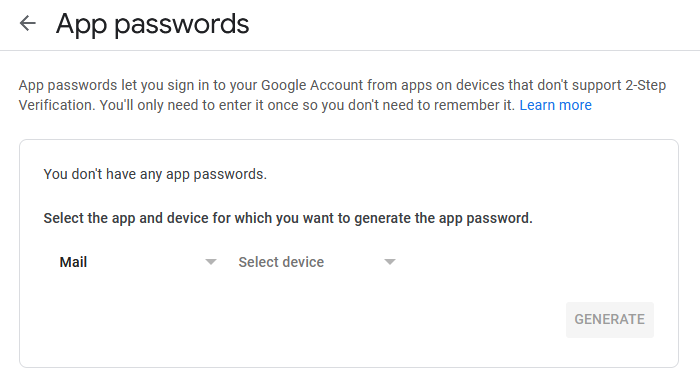 App passwords
App passwords let you sign in to your Google Account from apps on devices that don't support 2-Step
Verification. You'll only need to enter it once so you don't need to remember it. Learn more
You don't have any app passwords.
Select the app and device for which you want to generate the app password.
Mail Select device
GENERATE